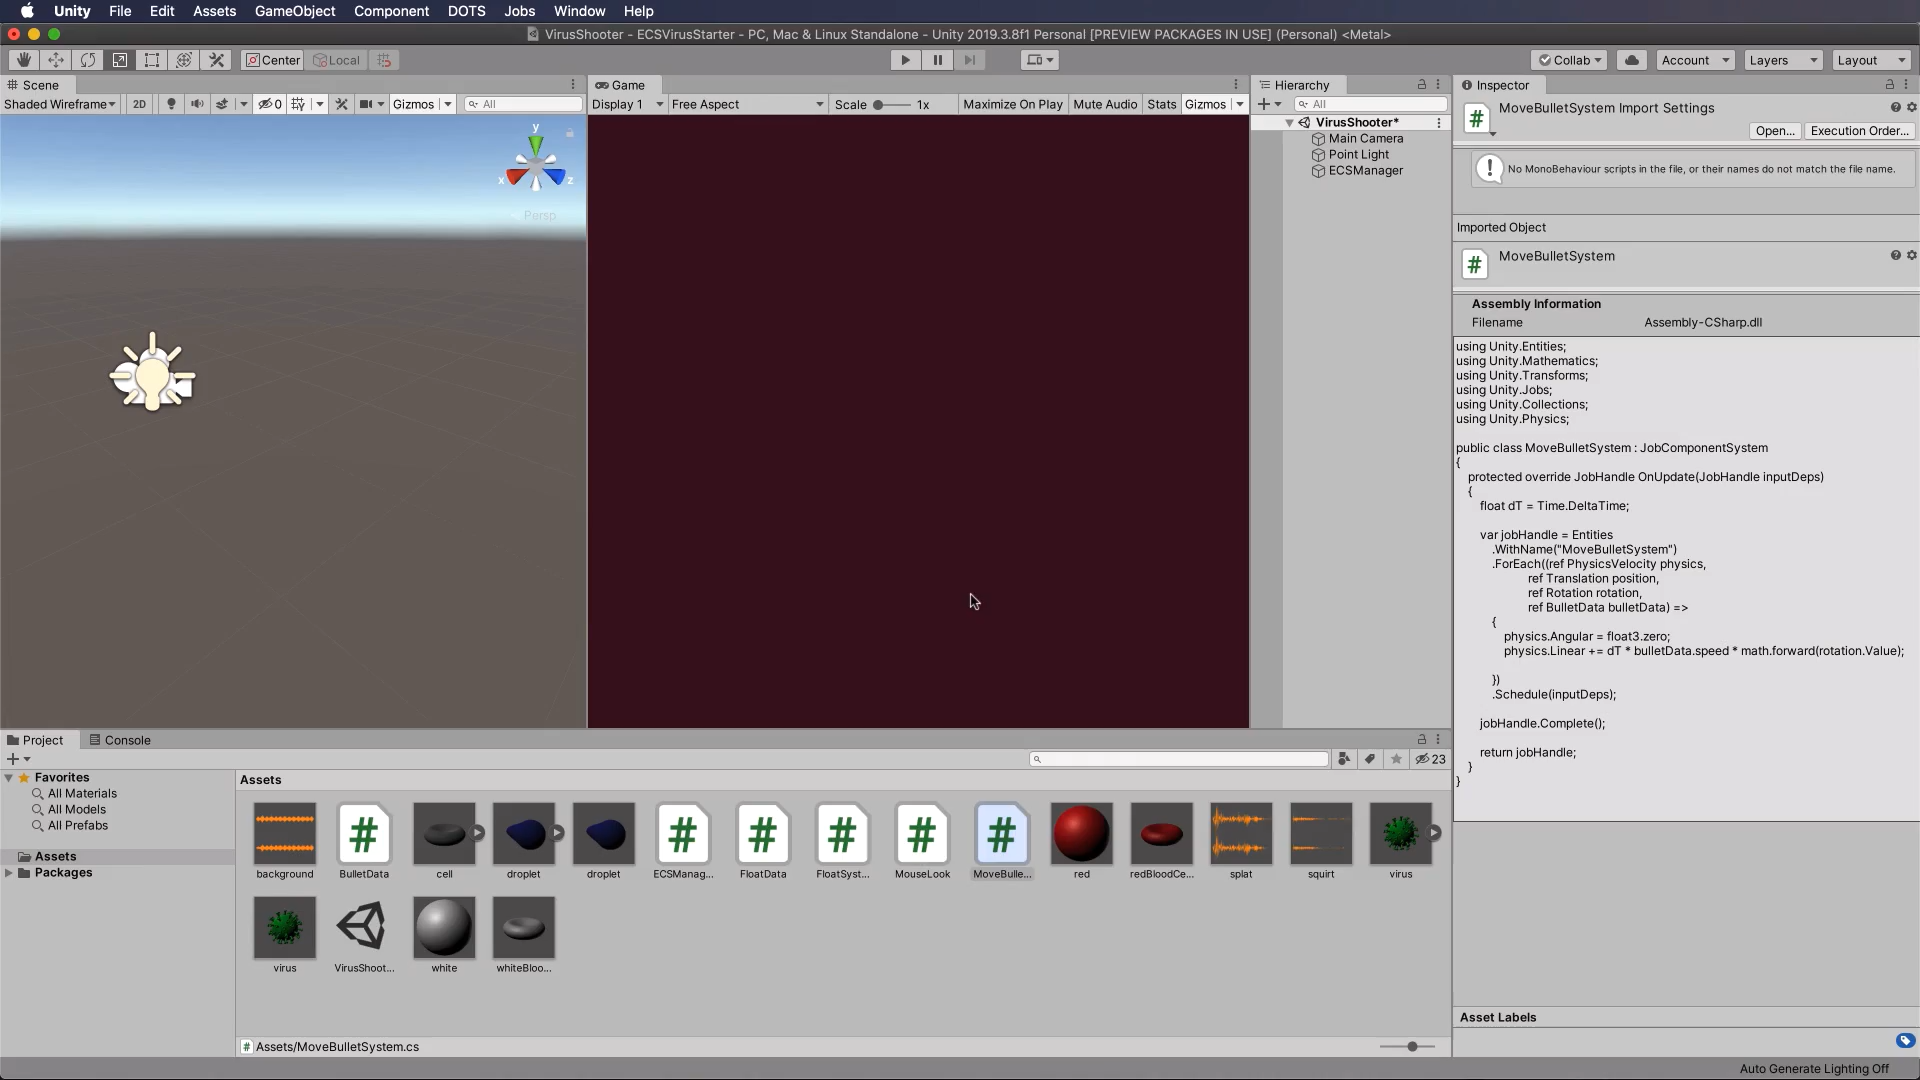 Unity File Edit Assets GameObject Component DOTS Jobs Window Help
VirusShooter - ECSVirusStarter - PC, Mac & Linux Standalone - Unity 2019.3.8f1 Personal [PREVIEW PACKAGES IN USE] (Personal) <Metal>
Center Local Collab Account Layers Layout
Scene
Shaded Wireframe 2D 0 Gizmos All
y
x z
Persp
Game
Display 1 Free Aspect Scale 1x Maximize On Play Mute Audio Stats Gizmos
Hierarchy
All
VirusShooter*
Main Camera
Point Light
ECSManager
Inspector
MoveBulletSystem Import Settings
Open... Execution Order...
No MonoBehaviour scripts in the file, or their names do not match the file name.
Imported Object
MoveBulletSystem
Assembly Information
Filename Assembly-CSharp.dll
using Unity.Entities;
using Unity.Mathematics;
using Unity.Transforms;
using Unity.Jobs;
using Unity.Collections;
using Unity.Physics;
public class MoveBulletSystem : JobComponentSystem
{
protected override JobHandle OnUpdate(JobHandle inputDeps)
{
float dT = Time.DeltaTime;
var jobHandle = Entities
.WithName("MoveBulletSystem")
.ForEach((ref PhysicsVelocity physics,
ref Translation position,
ref Rotation rotation,
ref BulletData bulletData) =>
{
physics.Angular = float3.zero;
physics.Linear += dT * bulletData.speed * math.forward(rotation.Value);
})
.Schedule(inputDeps);
jobHandle.Complete();
return jobHandle;
}
}
Asset Labels
Project Console
23
Favorites
All Materials
All Models
All Prefabs
Assets
Packages
Assets
background BulletData cell droplet droplet ECSManag... FloatData FloatSyst... MouseLook MoveBulle... red redBloodCe... splat squirt virus
virus VirusShoot... white whiteBloo...
Assets/MoveBulletSystem.cs
Auto Generate Lighting Off